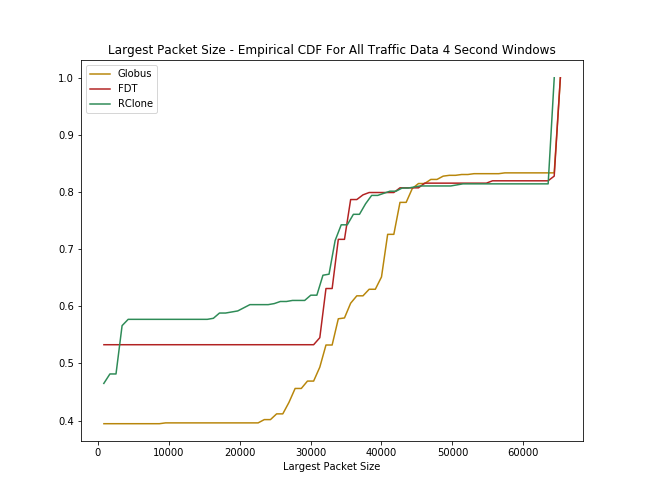 Largest Packet Size - Empirical CDF For All Traffic Data 4 Second Windows
Globus
FDT
RClone
1.0
0.9
0.8
0.7
0.6
0.5
0.4
0 10000 20000 30000 40000 50000 60000
Largest Packet Size